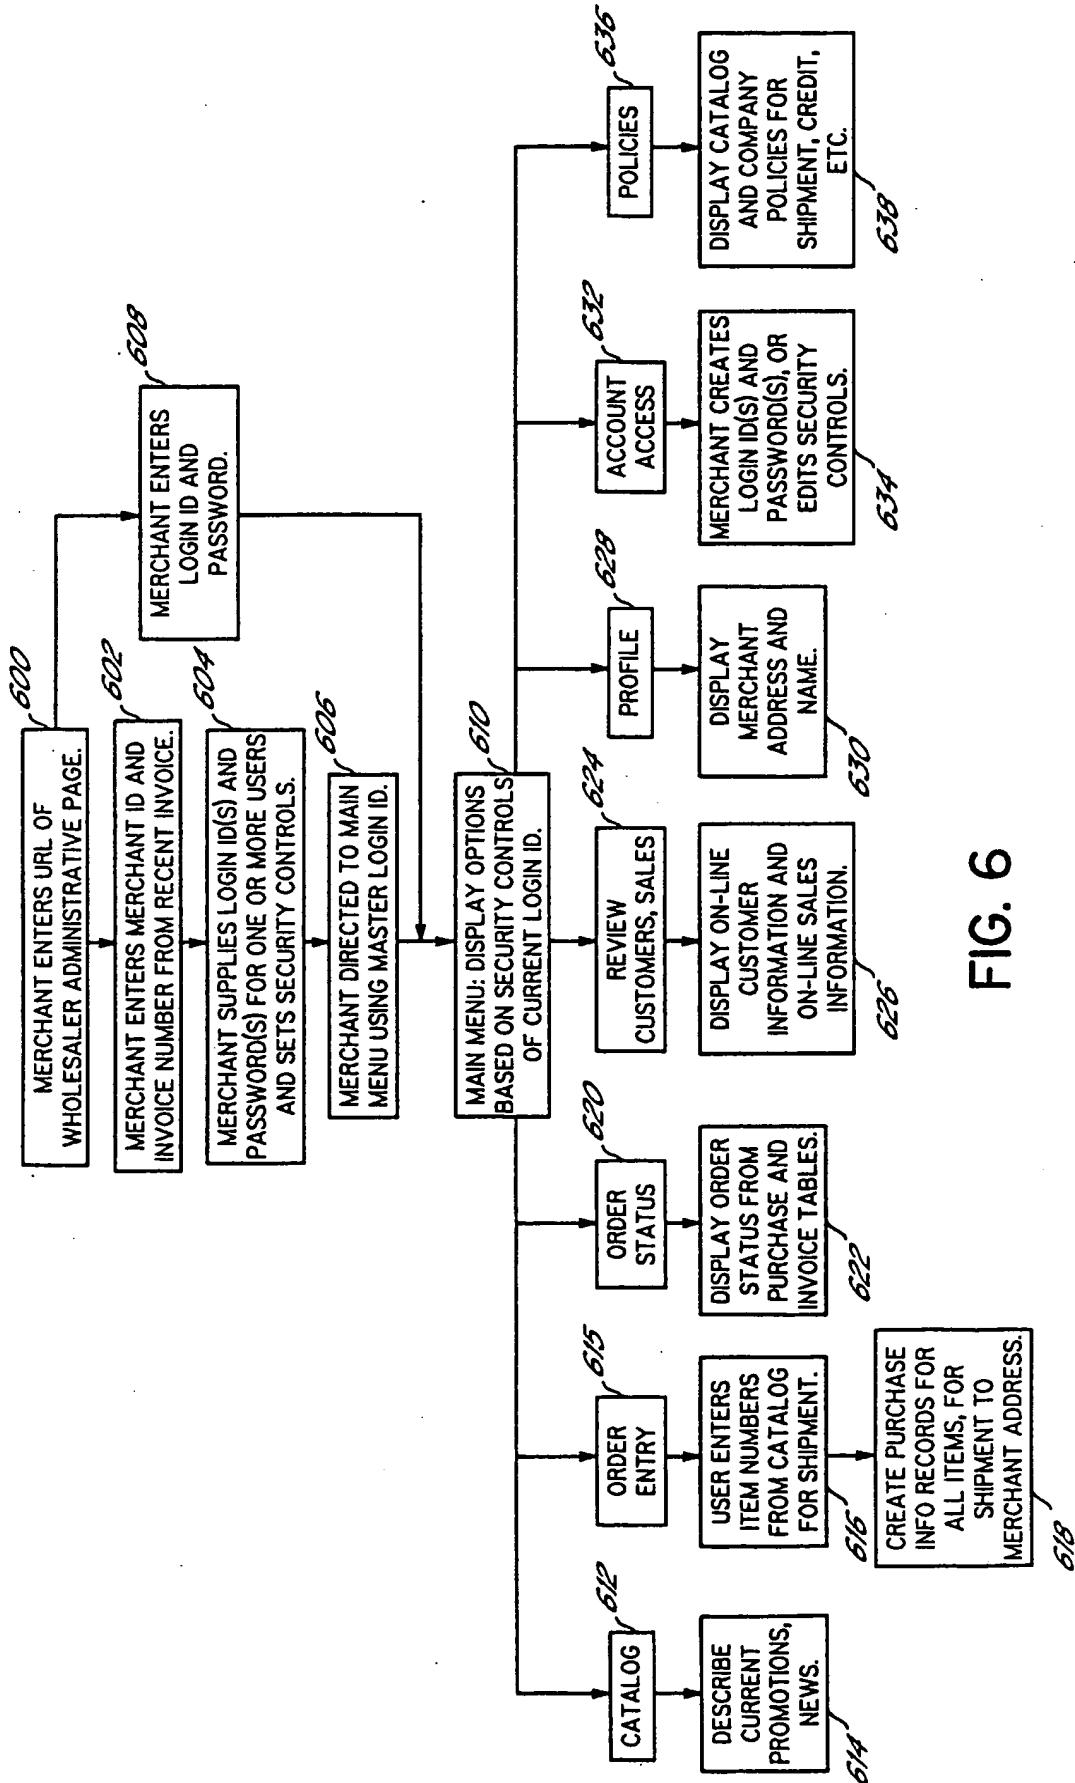 MERCHANT ENTERS URL OF
WHOLESALER ADMINISTRATIVE PAGE.
600
MERCHANT ENTERS MERCHANT ID AND
INVOICE NUMBER FROM RECENT INVOICE.
602
MERCHANT SUPPLIES LOGIN ID(S) AND
PASSWORD(S) FOR ONE OR MORE USERS
AND SETS SECURITY CONTROLS.
604
MERCHANT DIRECTED TO MAIN
MENU USING MASTER LOGIN ID.
606
MERCHANT ENTERS
LOGIN ID AND
PASSWORD.
608
MAIN MENU: DISPLAY OPTIONS
BASED ON SECURITY CONTROLS
OF CURRENT LOGIN ID.
610
CATALOG
612
DESCRIBE
CURRENT
PROMOTIONS,
NEWS.
614
ORDER
ENTRY
615
USER ENTERS
ITEM NUMBERS
FROM CATALOG
FOR SHIPMENT.
616
CREATE PURCHASE
INFO RECORDS FOR
ALL ITEMS, FOR
SHIPMENT TO
MERCHANT ADDRESS.
618
ORDER
STATUS
620
DISPLAY ORDER
STATUS FROM
PURCHASE AND
INVOICE TABLES.
622
REVIEW
CUSTOMERS, SALES
624
DISPLAY ON-LINE
CUSTOMER
INFORMATION AND
ON-LINE SALES
INFORMATION.
626
PROFILE
628
DISPLAY
MERCHANT
ADDRESS AND
NAME.
630
ACCOUNT
ACCESS
632
MERCHANT CREATES
LOGIN ID(S) AND
PASSWORD(S), OR
EDITS SECURITY
CONTROLS.
634
POLICIES
636
DISPLAY CATALOG
AND COMPANY
POLICIES FOR
SHIPMENT, CREDIT,
ETC.
638
FIG. 6